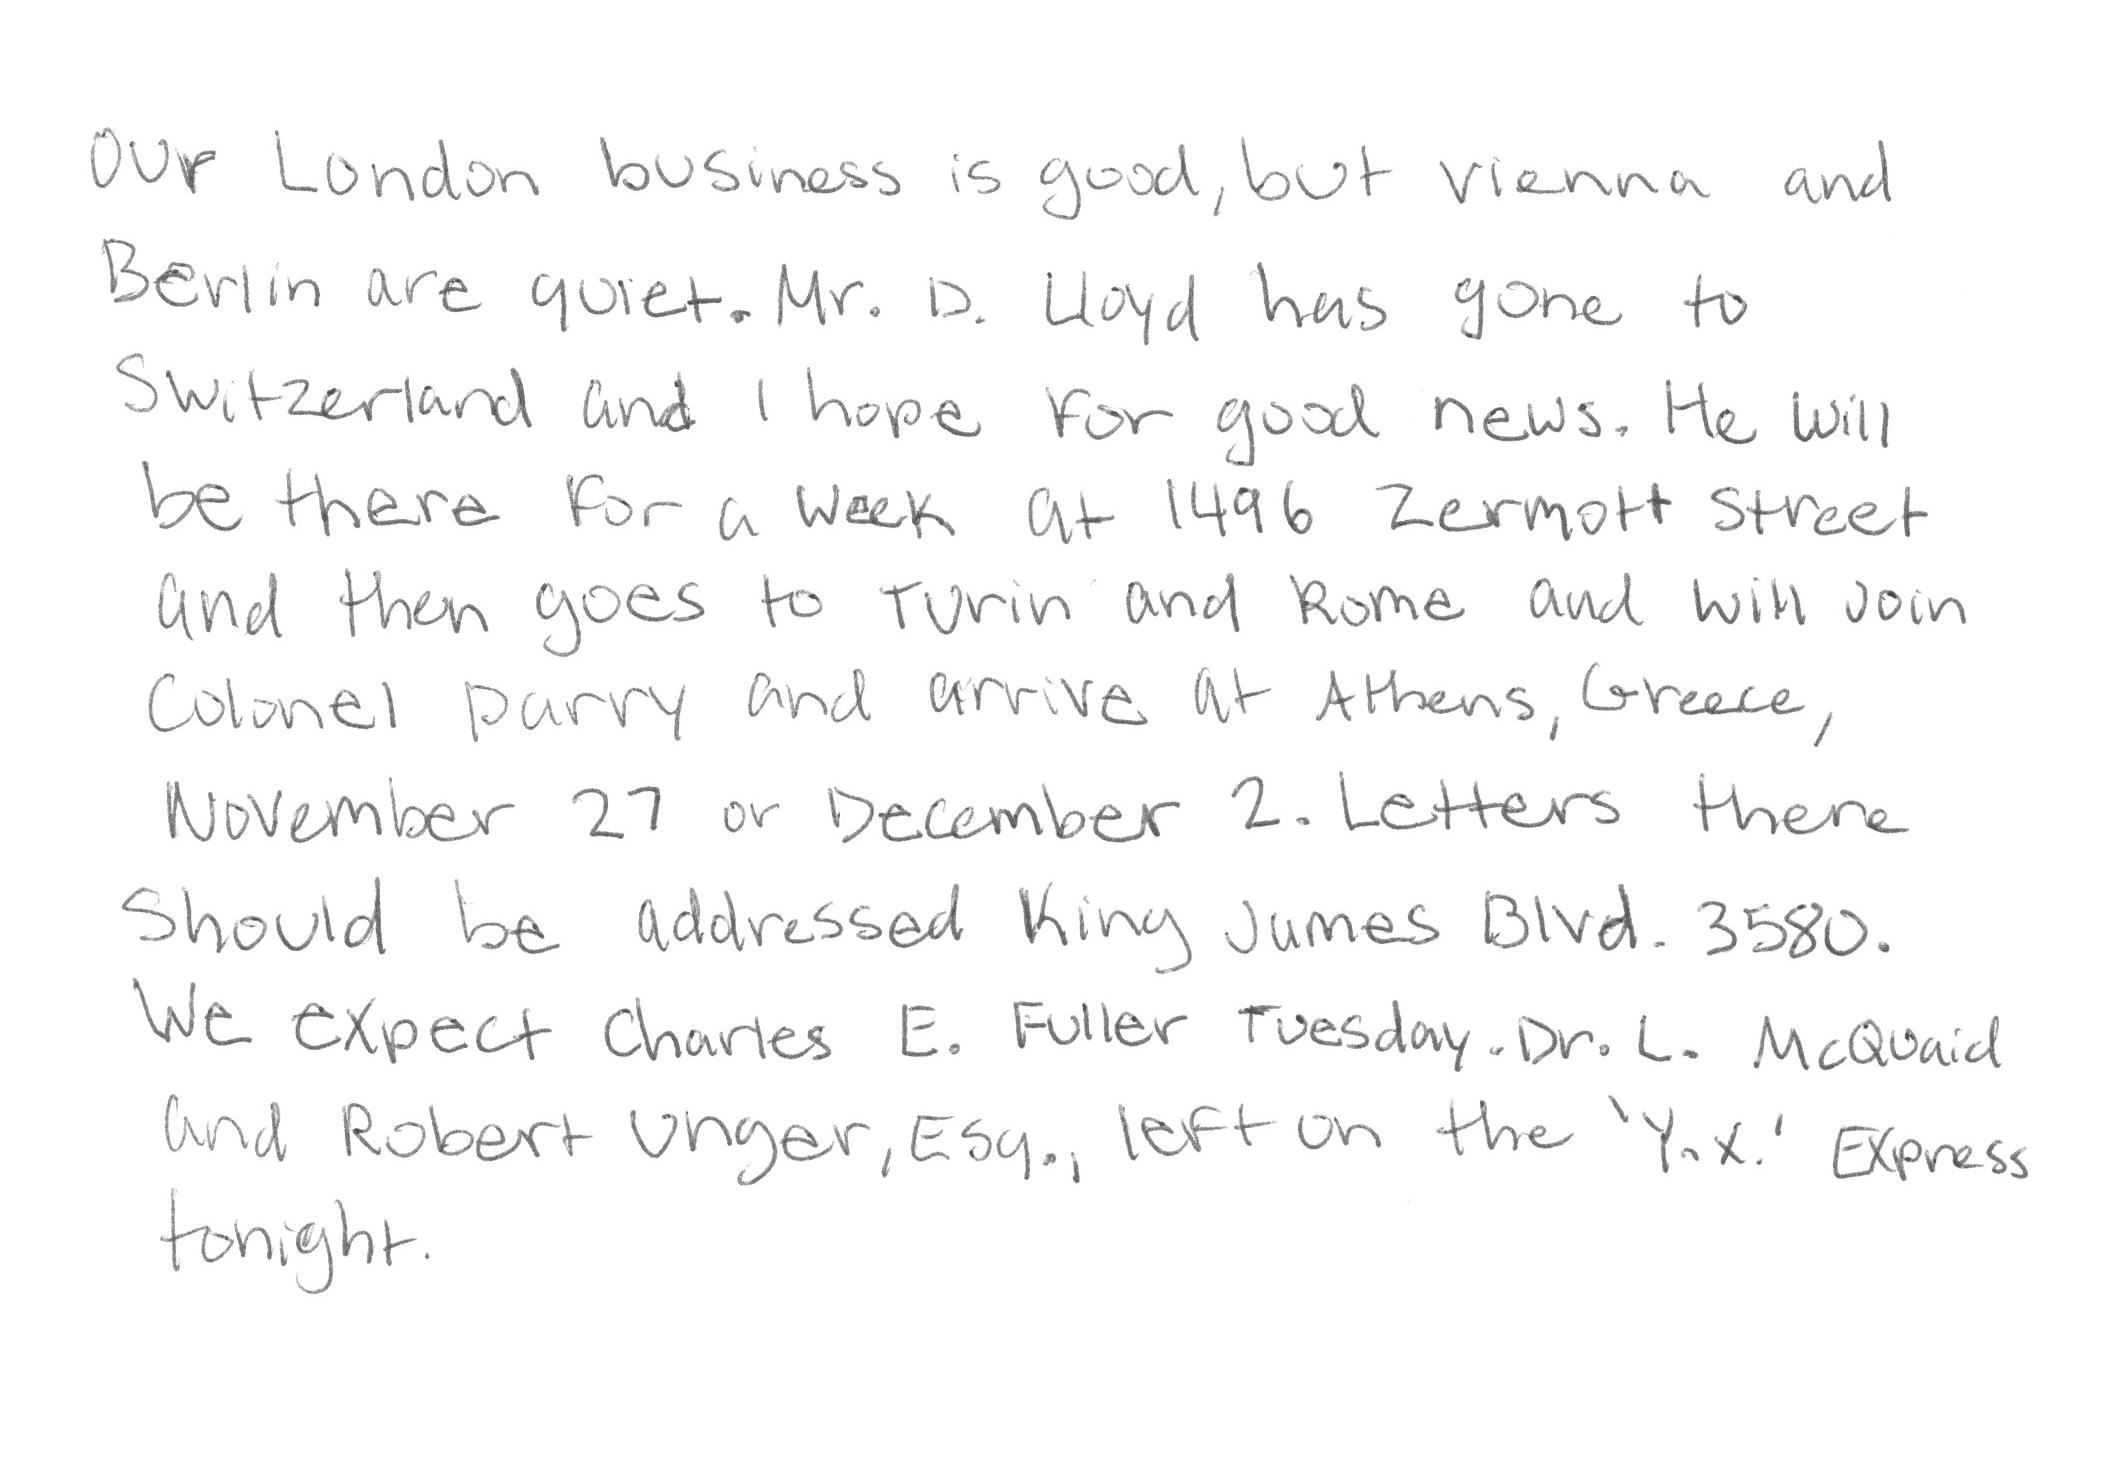 Our London business is good, but Vienna and
Berlin are quiet. Mr. D. Lloyd has gone to
Switzerland and I hope for good news. He will
be there for a week at 1496 Zermott Street
and then goes to Turin and Rome and will join
Colonel Parry and arrive at Athens, Greece,
November 27 or December 2. Letters there
Should be addressed King James Blvd. 3580.
We expect Charles E. Fuller Tuesday. Dr. L. McQuaid
and Robert Unger, Esq., left on the 'Y.X.' Express
tonight.